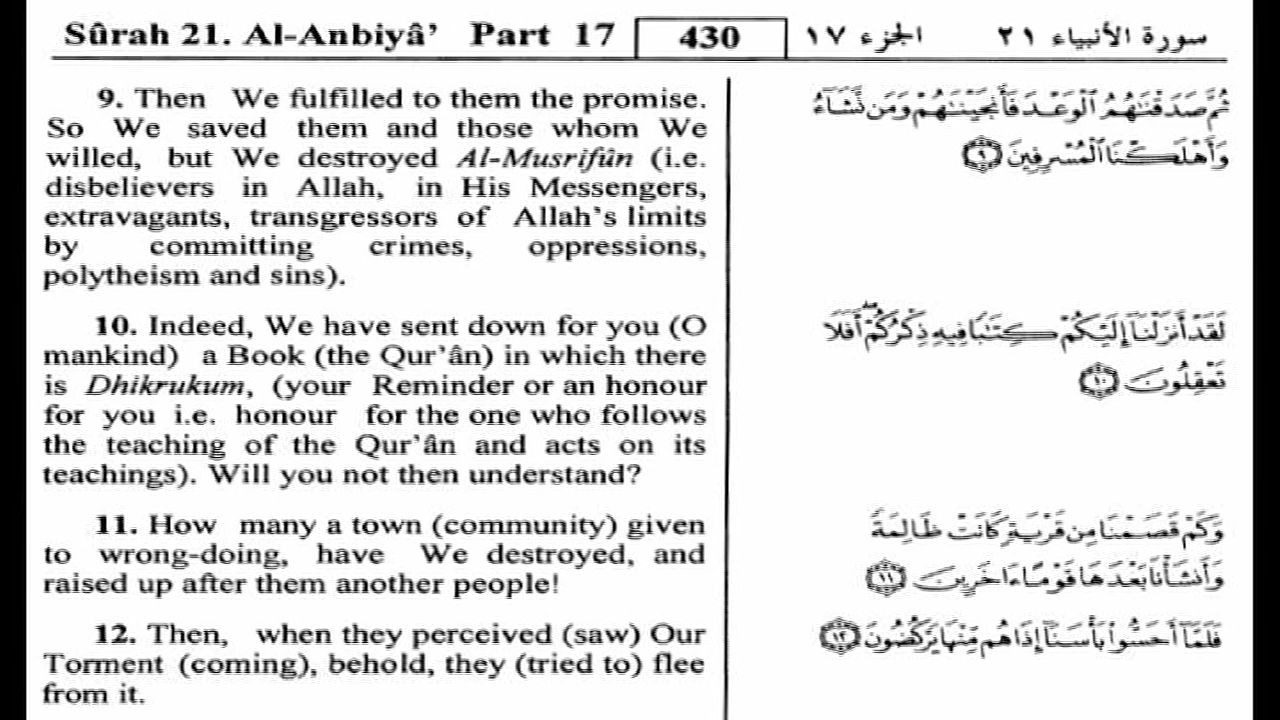 Sûrah 21. Al-Anbiyâ’ Part 17 430 الجزء ١٧ سورة الأنبياء ٢١
9. Then We fulfilled to them the promise.
So We saved them and those whom We
willed, but We destroyed Al-Musrifûn (i.e.
disbelievers in Allah, in His Messengers,
extravagants, transgressors of Allah’s limits
by committing crimes, oppressions,
polytheism and sins).
10. Indeed, We have sent down for you (O
mankind) a Book (the Qur’ân) in which there
is Dhikrukum, (your Reminder or an honour
for you i.e. honour for the one who follows
the teaching of the Qur’ân and acts on its
teachings). Will you not then understand?
11. How many a town (community) given
to wrong-doing, have We destroyed, and
raised up after them another people!
12. Then, when they perceived (saw) Our
Torment (coming), behold, they (tried to) flee
from it.
ثُمَّ صَدَقْنَٰهُمُ ٱلْوَعْدَ فَأَنجَيْنَٰهُمْ وَمَن نَّشَآءُ
وَأَهْلَكْنَا ٱلْمُسْرِفِينَ ٩
لَقَدْ أَنزَلْنَآ إِلَيْكُمْ كِتَٰبًا فِيهِ ذِكْرُكُمْ ۖ أَفَلَا
تَعْقِلُونَ ١٠
وَكَمْ قَصَمْنَا مِن قَرْيَةٍ كَانَتْ ظَالِمَةً
وَأَنشَأْنَا بَعْدَهَا قَوْمًا ءَاخَرِينَ ١١
فَلَمَّآ أَحَسُّوا۟ بَأْسَنَآ إِذَا هُم مِّنْهَا يَرْكُضُونَ ١٢